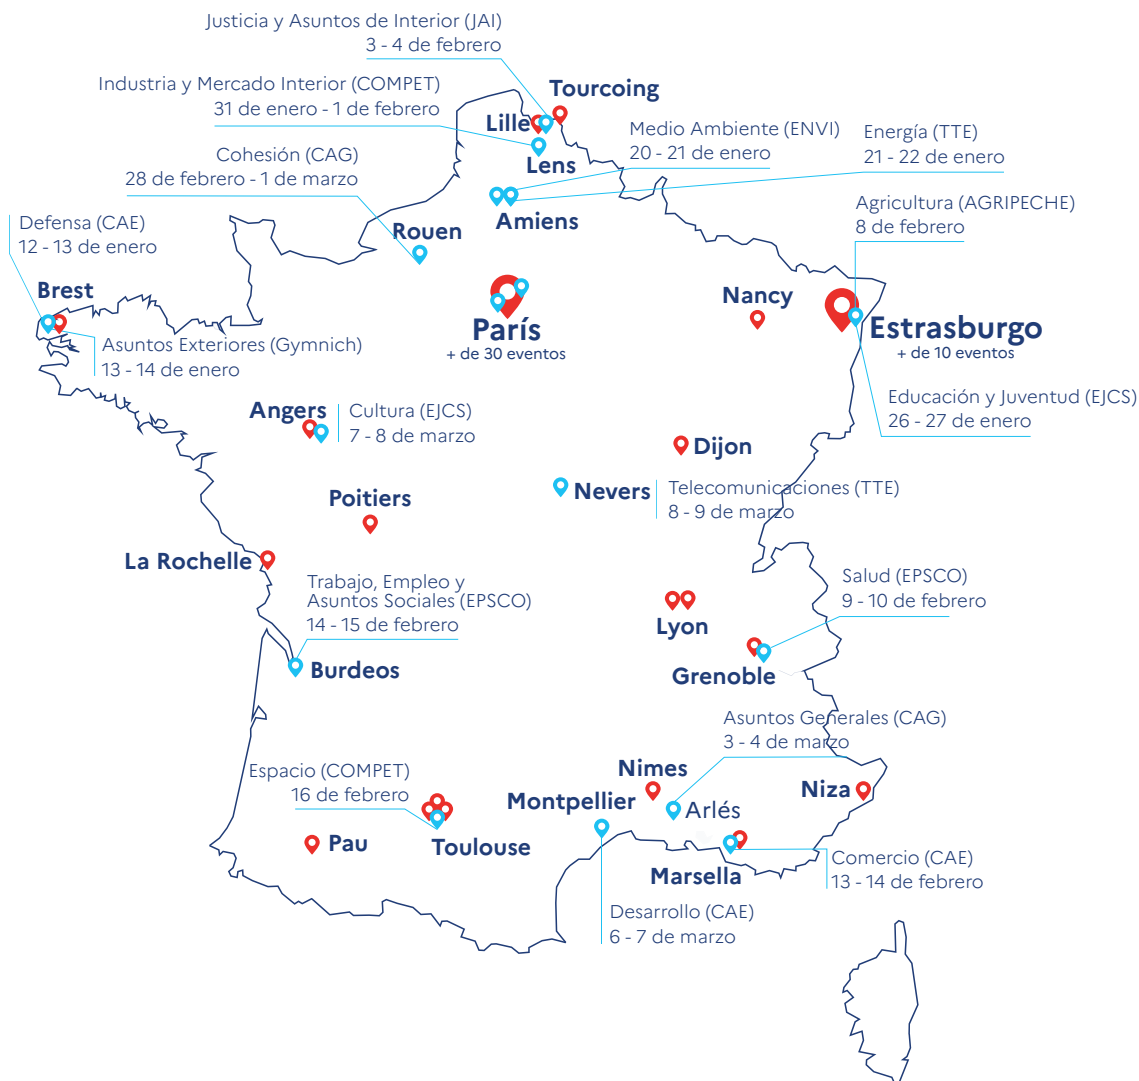 Justicia y Asuntos de Interior (JAI)
3 - 4 de febrero
Industria y Mercado Interior (COMPET)
31 de enero - 1 de febrero
Tourcoing
Lille
Lens
Medio Ambiente (ENVI)
20 - 21 de enero
Energía (TTE)
21 - 22 de enero
Cohesión (CAG)
28 de febrero - 1 de marzo
Amiens
Rouen
Agricultura (AGRIPECHE)
8 de febrero
Defensa (CAE)
12 - 13 de enero
Brest
Asuntos Exteriores (Gymnich)
13 - 14 de enero
París
+ de 30 eventos
Nancy
Estrasburgo
+ de 10 eventos
Educación y Juventud (EJCS)
26 - 27 de enero
Angers
Cultura (EJCS)
7 - 8 de marzo
Dijon
Nevers
Telecomunicaciones (TTE)
8 - 9 de marzo
Poitiers
La Rochelle
Trabajo, Empleo y
Asuntos Sociales (EPSCO)
14 - 15 de febrero
Burdeos
Salud (EPSCO)
9 - 10 de febrero
Lyon
Grenoble
Asuntos Generales (CAG)
3 - 4 de marzo
Espacio (COMPET)
16 de febrero
Nimes
Montpellier
Arlés
Niza
Pau
Toulouse
Marsella
Comercio (CAE)
13 - 14 de febrero
Desarrollo (CAE)
6 - 7 de marzo